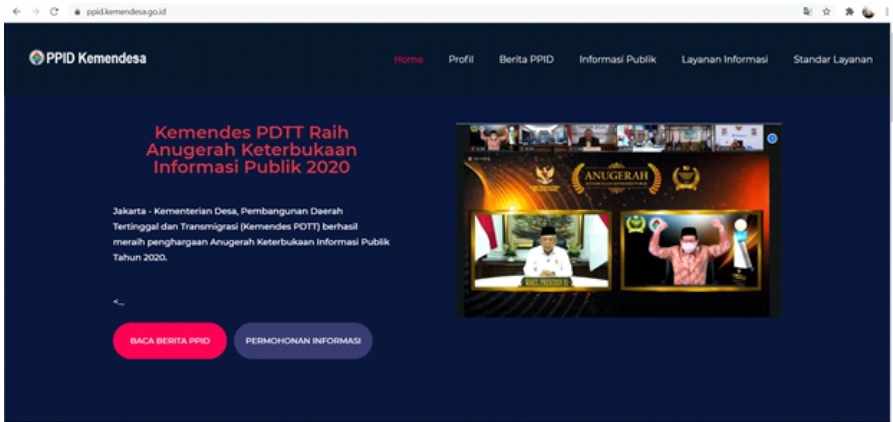 ppid.kemendesa.go.id
PPID Kemendesa
Home Profil Berita PPID Informasi Publik Layanan Informasi Standar Layanan
Kemendes PDTT Raih
Anugerah Keterbukaan
Informasi Publik 2020
Jakarta - Kementerian Desa, Pembangunan Daerah
Tertinggal dan Transmigrasi (Kemendes PDTT) berhasil
meraih penghargaan Anugerah Keterbukaan Informasi Publik
Tahun 2020.
<_
BACA BERITA PPID PERMOHONAN INFORMASI
ANUGERAH
WAKIL PRESIDEN RI